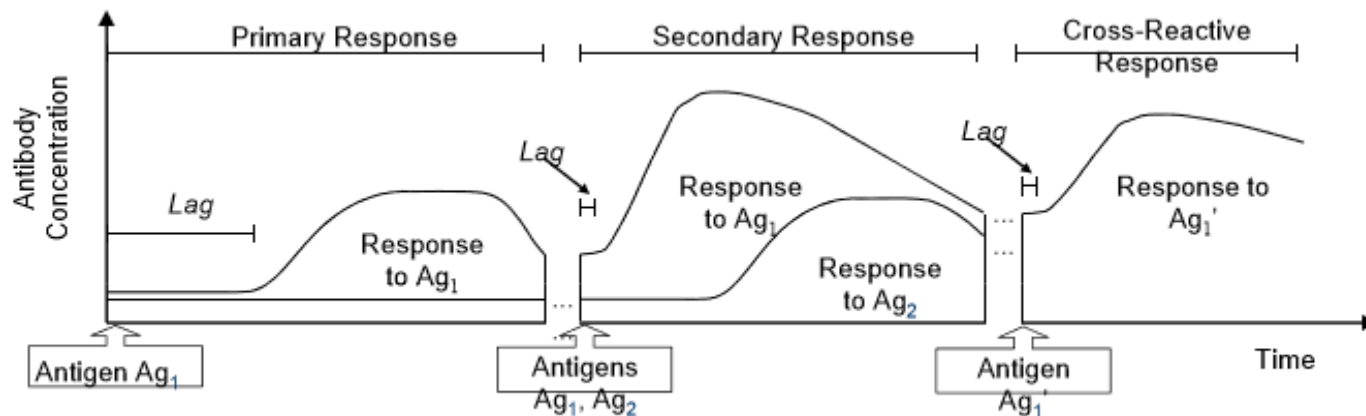 Primary Response
Secondary Response
Cross-Reactive
Response
Antibody
Concentration
Lag
Response
to Ag1
...
...
Lag
Response
to Ag1
Response
to Ag2
...
...
Lag
Response to
Ag1'
Antigen Ag1
Antigens
Ag1, Ag2
Antigen
Ag1'
Time